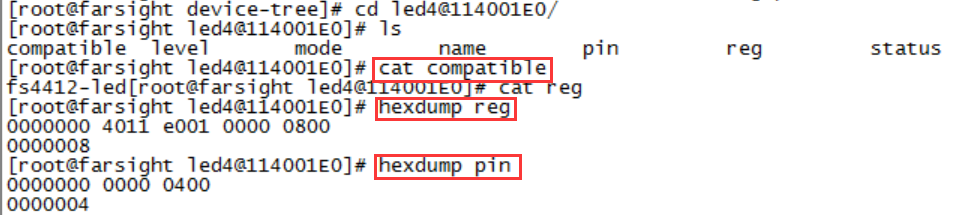 [root@farsight device-tree]# cd led4@114001E0/
[root@farsight led4@114001E0]# ls
compatible level mode name pin reg status
[root@farsight led4@114001E0]# cat compatible
fs4412-led[root@farsight led4@114001E0]# cat reg
[root@farsight led4@114001E0]# hexdump reg
0000000 4011 e001 0000 0800
0000008
[root@farsight led4@114001E0]# hexdump pin
0000000 0000 0400
0000004